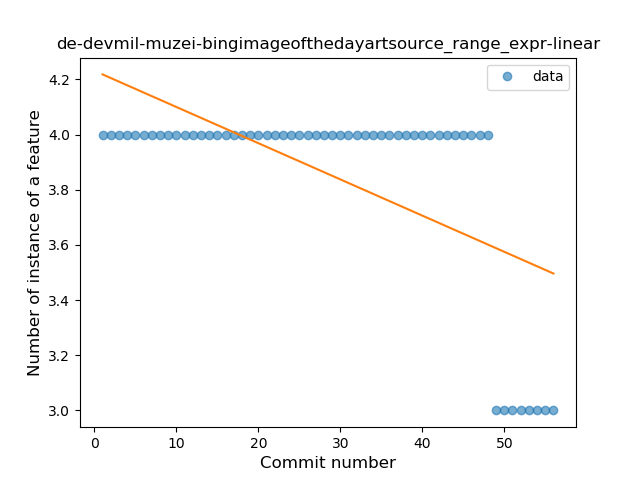 de-devmil-muzei-bingimageofthedayartsource_range_expr-linear
data
4.2
4.0
3.8
3.6
3.4
3.2
3.0
Number of instance of a feature
0 10 20 30 40 50
Commit number